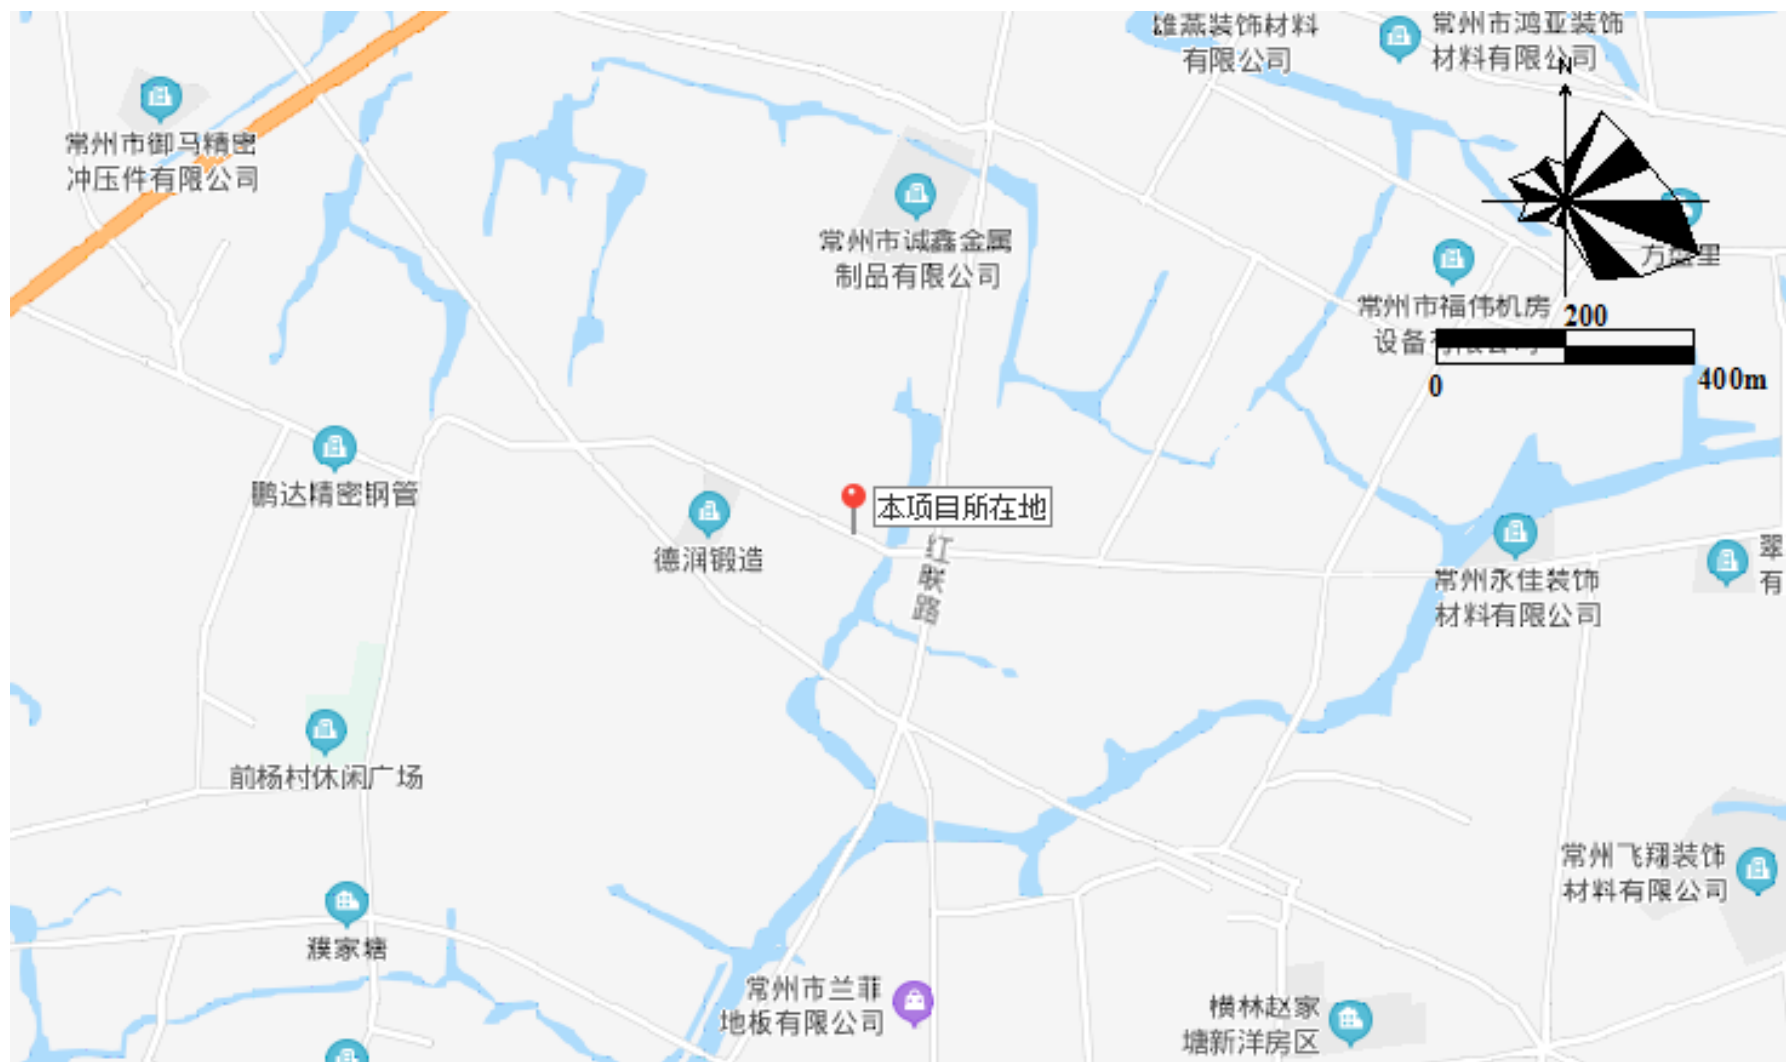 雄燕装饰材料
有限公司
常州市鸿亚装饰
材料有限公司
N
常州市御马精密
冲压件有限公司
常州市诚鑫金属
制品有限公司
常州市福伟机房
200
0
400m
鹏达精密钢管
本项目所在地
德润锻造
红联路
常州永佳装饰
材料有限公司
翠
有
前杨村休闲广场
常州飞翔装饰
材料有限公司
濮家塘
常州市兰菲
地板有限公司
横林赵家
塘新洋房区